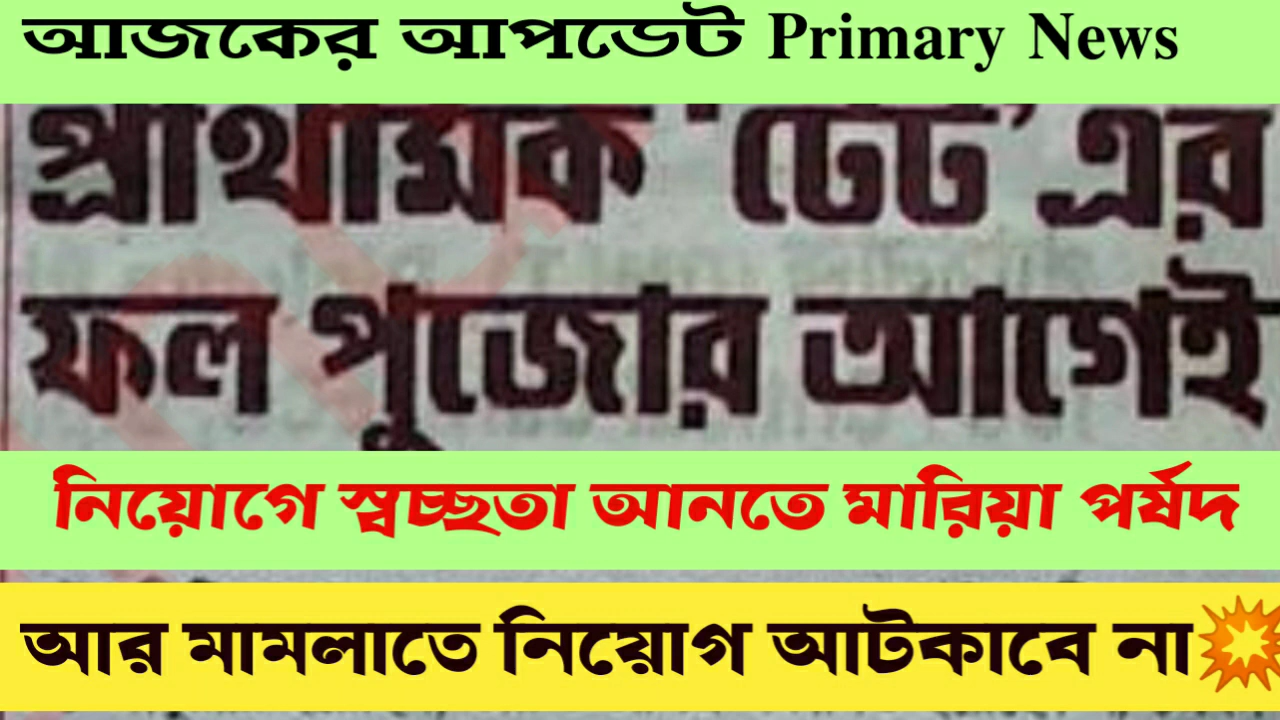 আজকের আপডেট Primary News
প্রাথমিক 'টেট' এর
ফল পুজোর আগেই
নিয়োগে স্বচ্ছতা আনতে মারিয়া পর্ষদ
আর মামলাতে নিয়োগ আটকাবে না